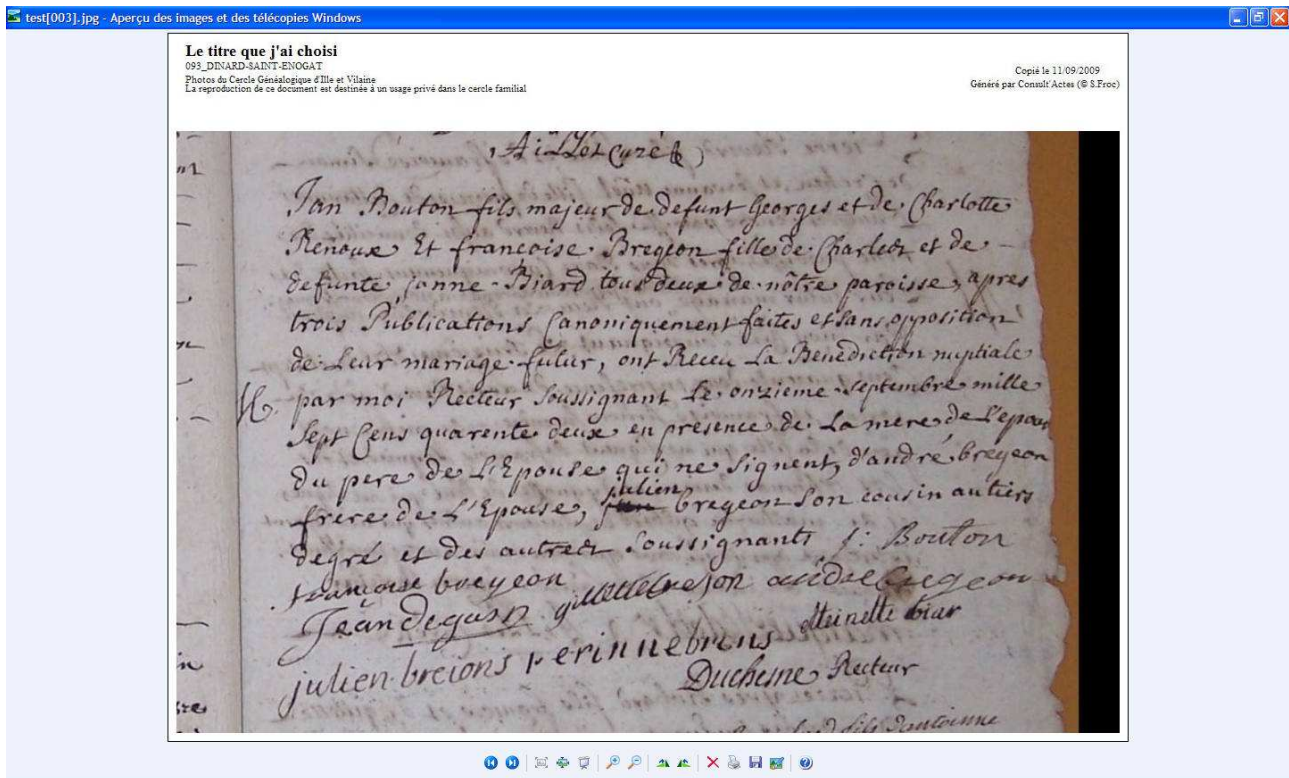 test[003].jpg - Aperçu des images et des télécopies Windows
Le titre que j'ai choisi
093_DINARD-SAINT-ENOGAT
Photos du Cercle Généalogique d'Ille et Vilaine
La reproduction de ce document est destinée à un usage privé dans le cercle familial
Copié le 11/09/2009
Généré par Consult'Actes (© S.Froc)
Jan Bouton fils majeur de defunt Georges et de Charlotte
Renoux Et francoise Bregeon fille de Charles et de
defunte janne Biard tous deux de nôtre paroisse, apres
trois Publications Canoniquement faites et sans opposition
de Leur mariage futur, ont Receu La Benediction nuptiale
par moi Recteur soussignant Le onzieme septembre mille
sept Cens quarente deux en presence de La mere de L'epoux
du pere de L'Epouse qui ne signent, d'andré bregeon
frere de L'Epouse, julien bregeon son cousin au tiers
degré et des autres soussignants j: Bouton
francoise bregeon andre bregeon
Jean Degasn
julien breions perinne
Duchesne Recteur
fils d'antoinne